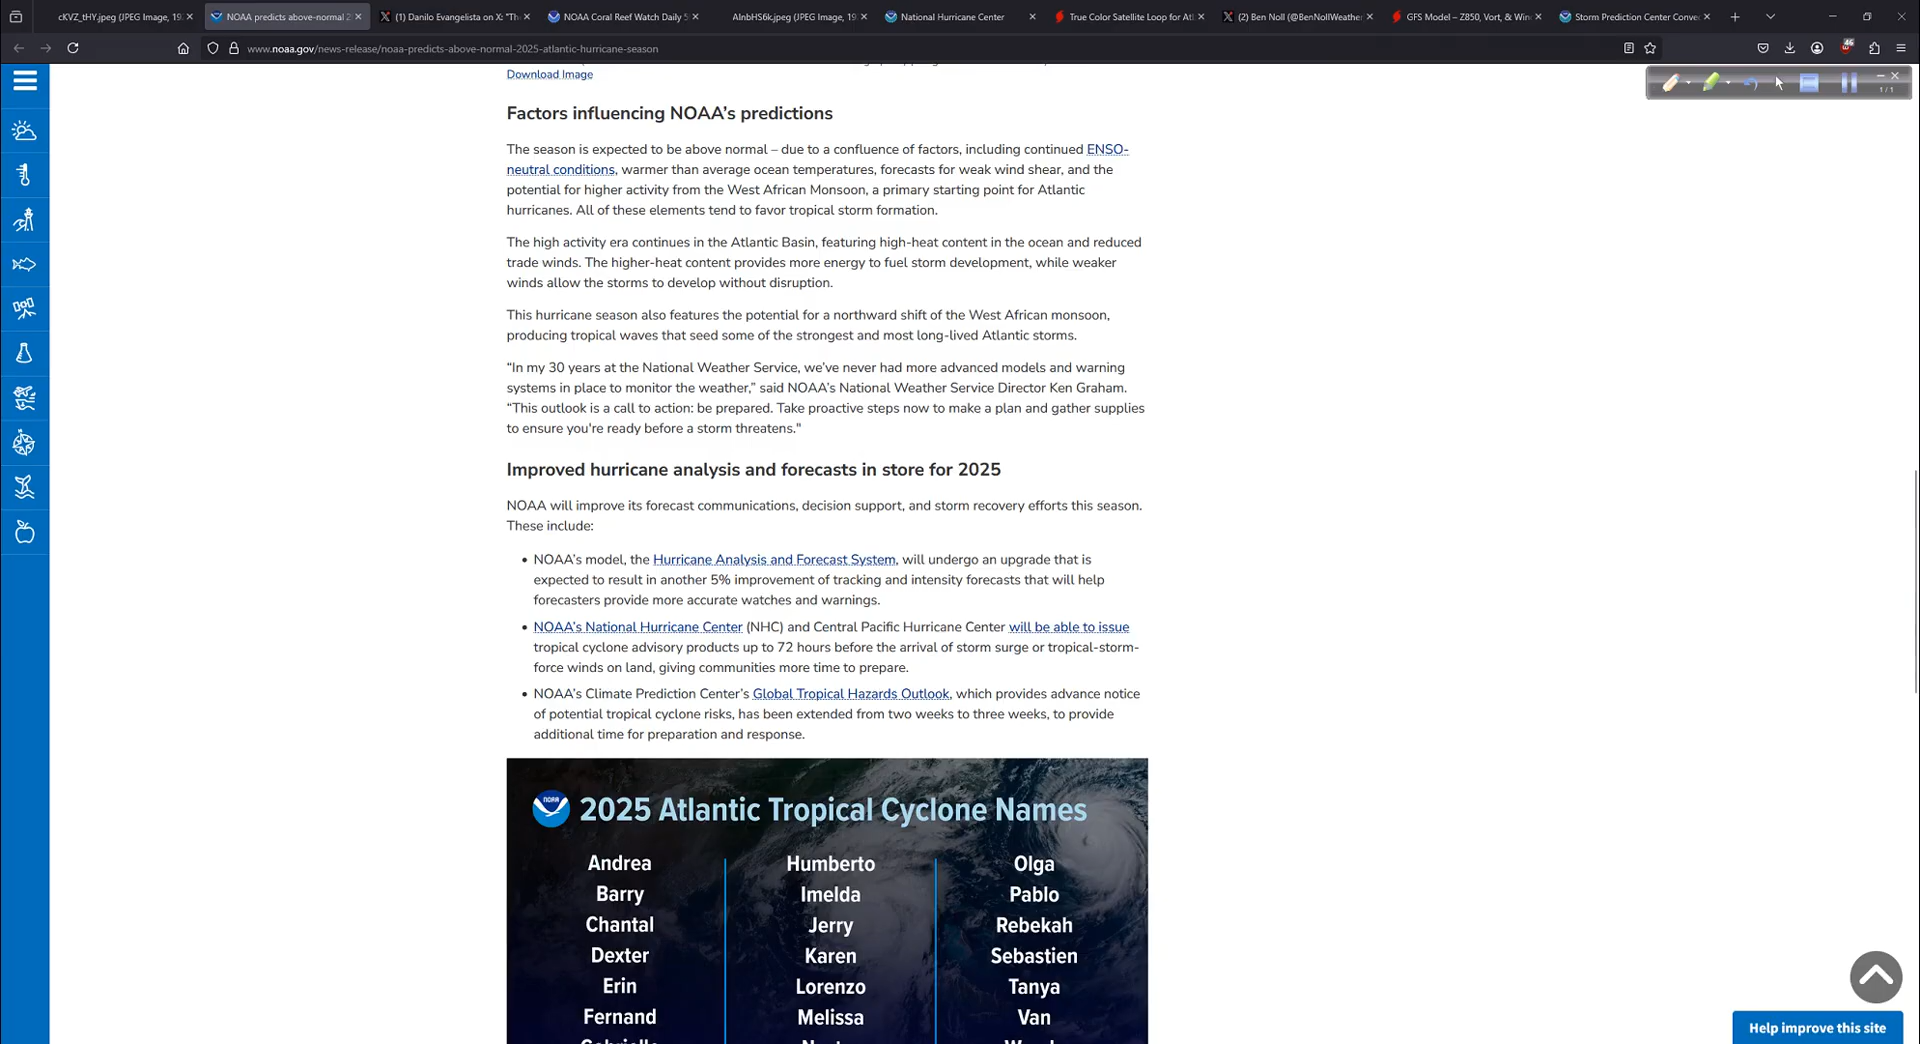 cKVZ_tHY.jpeg (JPEG Image, 19
NOAA predicts above-normal 2
(1) Danilo Evangelista on X: "Th
NOAA Coral Reef Watch Daily 5
AInbHS6k.jpeg (JPEG Image, 19
National Hurricane Center
True Color Satellite Loop for Atl
(2) Ben Noll (@BenNollWeather
GFS Model – Z850, Vort, & Win
Storm Prediction Center Conve
www.noaa.gov/news-release/noaa-predicts-above-normal-2025-atlantic-hurricane-season
46
1 / 1
Download Image
Factors influencing NOAA’s predictions
The season is expected to be above normal – due to a confluence of factors, including continued ENSO-
neutral conditions, warmer than average ocean temperatures, forecasts for weak wind shear, and the
potential for higher activity from the West African Monsoon, a primary starting point for Atlantic
hurricanes. All of these elements tend to favor tropical storm formation.
The high activity era continues in the Atlantic Basin, featuring high-heat content in the ocean and reduced
trade winds. The higher-heat content provides more energy to fuel storm development, while weaker
winds allow the storms to develop without disruption.
This hurricane season also features the potential for a northward shift of the West African monsoon,
producing tropical waves that seed some of the strongest and most long-lived Atlantic storms.
“In my 30 years at the National Weather Service, we’ve never had more advanced models and warning
systems in place to monitor the weather,” said NOAA’s National Weather Service Director Ken Graham.
“This outlook is a call to action: be prepared. Take proactive steps now to make a plan and gather supplies
to ensure you're ready before a storm threatens."
Improved hurricane analysis and forecasts in store for 2025
NOAA will improve its forecast communications, decision support, and storm recovery efforts this season.
These include:
• NOAA’s model, the Hurricane Analysis and Forecast System, will undergo an upgrade that is
expected to result in another 5% improvement of tracking and intensity forecasts that will help
forecasters provide more accurate watches and warnings.
• NOAA’s National Hurricane Center (NHC) and Central Pacific Hurricane Center will be able to issue
tropical cyclone advisory products up to 72 hours before the arrival of storm surge or tropical-storm-
force winds on land, giving communities more time to prepare.
• NOAA’s Climate Prediction Center’s Global Tropical Hazards Outlook, which provides advance notice
of potential tropical cyclone risks, has been extended from two weeks to three weeks, to provide
additional time for preparation and response.
NOAA
2025 Atlantic Tropical Cyclone Names
Andrea
Barry
Chantal
Dexter
Erin
Fernand
Humberto
Imelda
Jerry
Karen
Lorenzo
Melissa
Olga
Pablo
Rebekah
Sebastien
Tanya
Van
Help improve this site